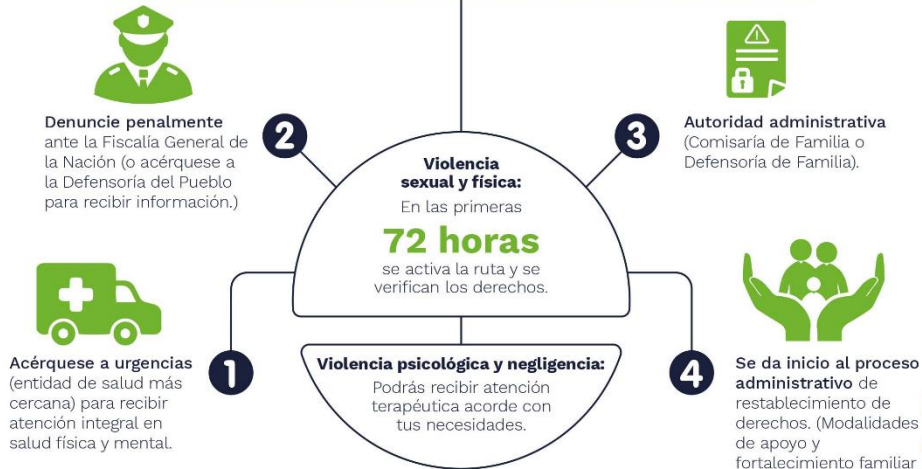 Denuncie penalmente
ante la Fiscalía General de
la Nación (o acérquese a
la Defensoría del Pueblo
para recibir información.)
2
3
Autoridad administrativa
(Comisaría de Familia o
Defensoría de Familia).
Violencia
sexual y física:
En las primeras
72 horas
se activa la ruta y se
verifican los derechos.
Acérquese a urgencias
(entidad de salud más
cercana) para recibir
atención integral en
salud física y mental.
1
Violencia psicológica y negligencia:
Podrás recibir atención
terapéutica acorde con
tus necesidades.
4
Se da inicio al proceso
administrativo de
restablecimiento de
derechos. (Modalidades
de apoyo y
fortalecimiento familiar